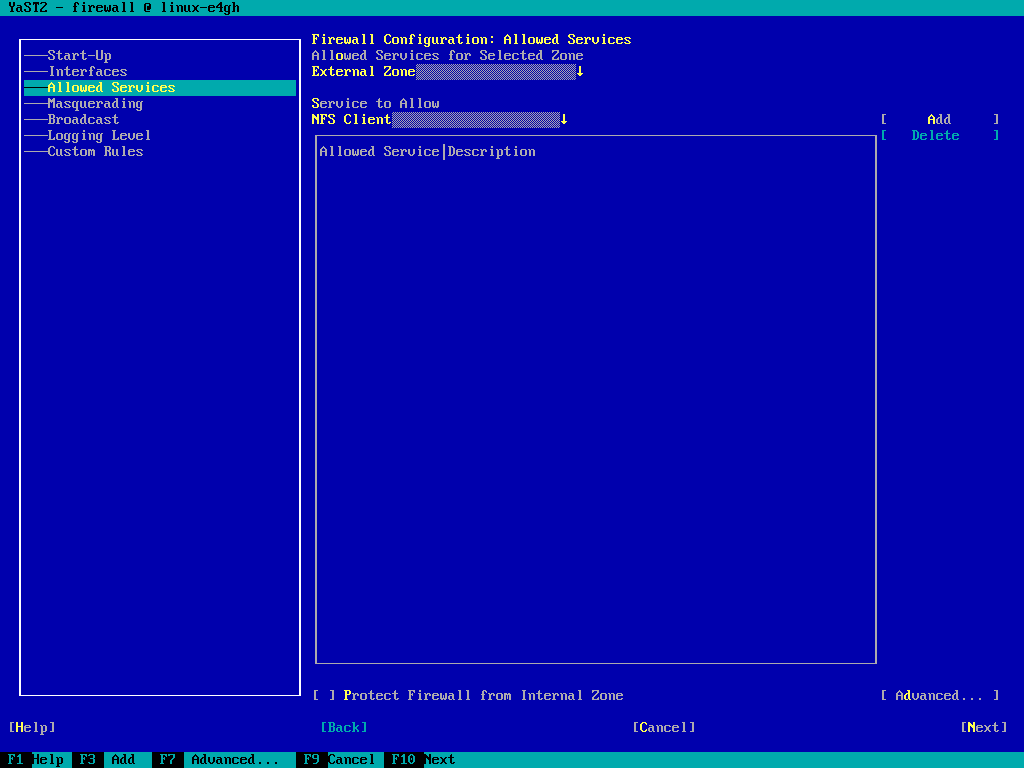 YaST2 - firewall @ linux-e4gh
Firewall Configuration: Allowed Services
Start-Up
Allowed Services for Selected Zone
Interfaces
External Zone↓
Allowed Services
Masquerading
Service to Allow
Broadcast
NFS Client↓
[ Add ]
Logging Level
[ Delete ]
Custom Rules
Allowed Service|Description
[ ] Protect Firewall from Internal Zone
[ Advanced... ]
[Help] [Back] [Cancel] [Next]
F1 Help F3 Add F7 Advanced... F9 Cancel F10 Next